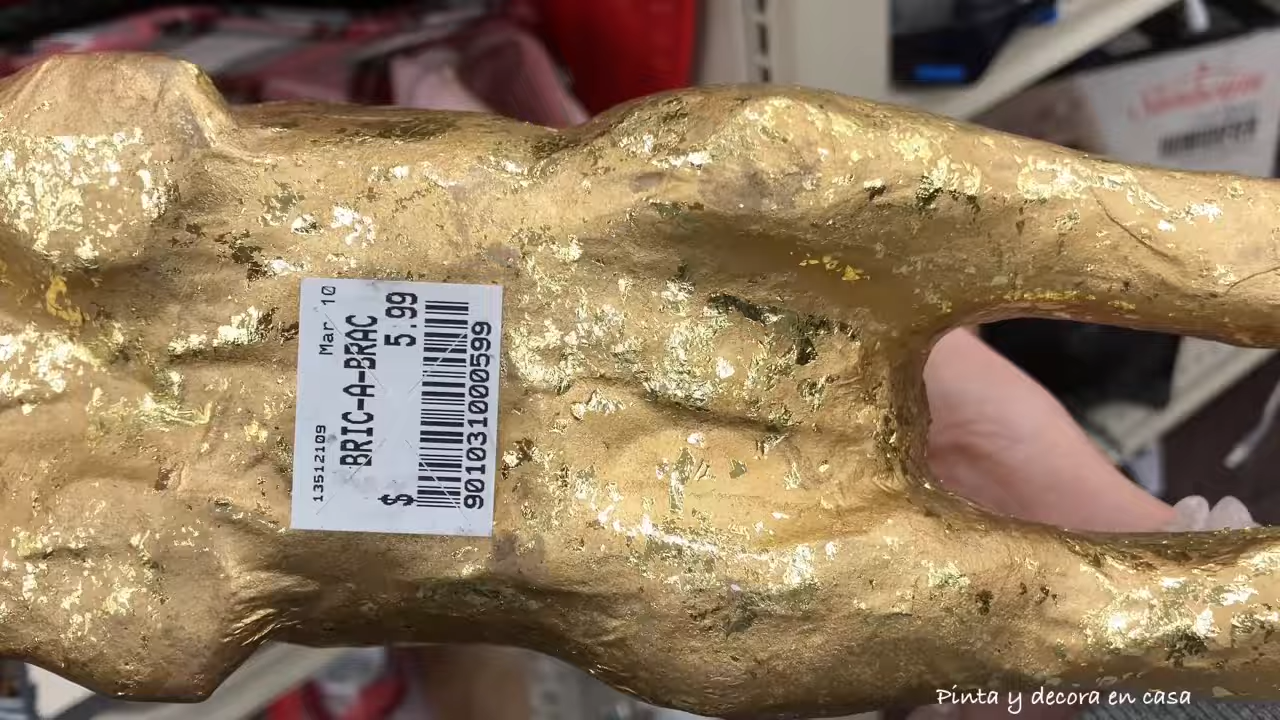 13512109 Mar 10
BRIC-A-BRAC
$ 5.99
9010310000599
Pinta y decora en casa